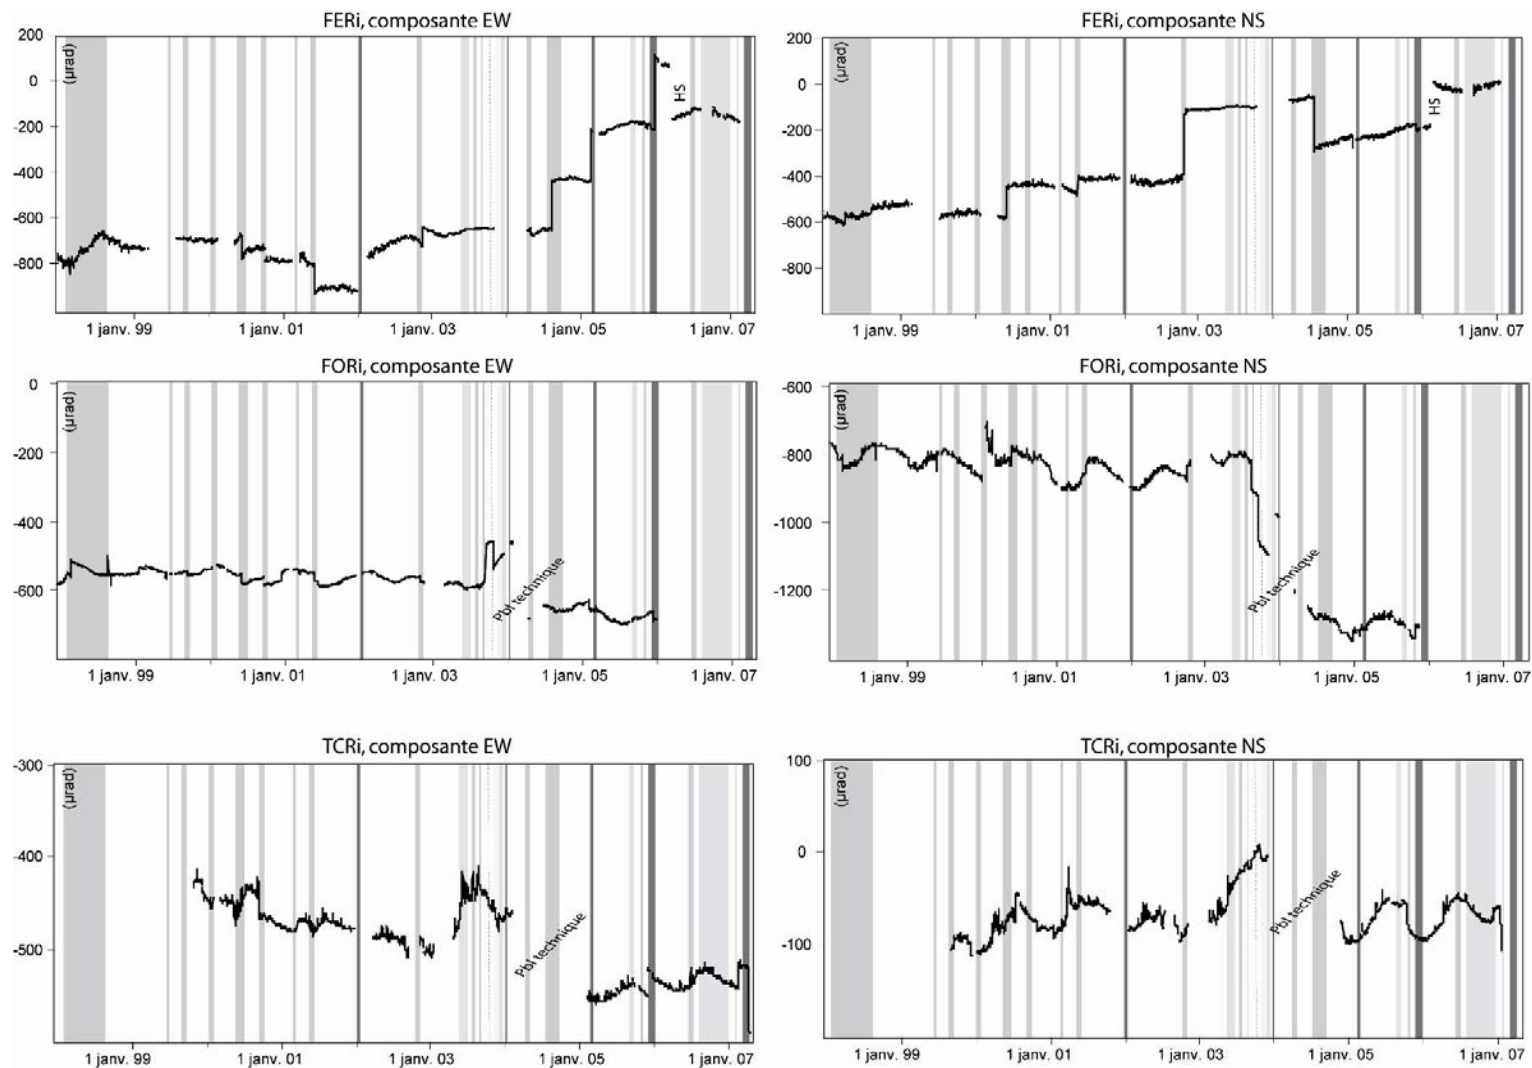 FERi, composante EW
200
0
-200
-400
-600
-800
(µrad)
HS
1 janv. 99
1 janv. 01
1 janv. 03
1 janv. 05
1 janv. 07
FERi, composante NS
200
0
-200
-400
-600
-800
(µrad)
HS
1 janv. 99
1 janv. 01
1 janv. 03
1 janv. 05
1 janv. 07
FORi, composante EW
0
-200
-400
-600
(µrad)
Pbl technique
1 janv. 99
1 janv. 01
1 janv. 03
1 janv. 05
1 janv. 07
FORi, composante NS
-600
-800
-1000
-1200
(µrad)
Pbl technique
1 janv. 99
1 janv. 01
1 janv. 03
1 janv. 05
1 janv. 07
TCRi, composante EW
-300
-400
-500
(µrad)
Pbl technique
1 janv. 99
1 janv. 01
1 janv. 03
1 janv. 05
1 janv. 07
TCRi, composante NS
100
0
-100
(µrad)
Pbl technique
1 janv. 99
1 janv. 01
1 janv. 03
1 janv. 05
1 janv. 07